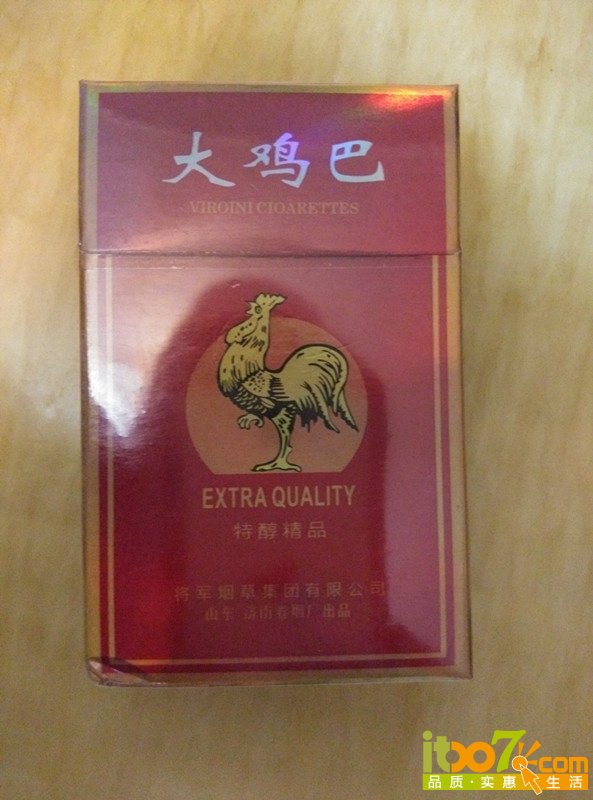 大鸡巴
VIROINI CIOARETTES
EXTRA QUALITY
特醇精品
将军烟草集团有限公司
山东 济南卷烟厂出品
itbo7.com
品质·实惠 生活